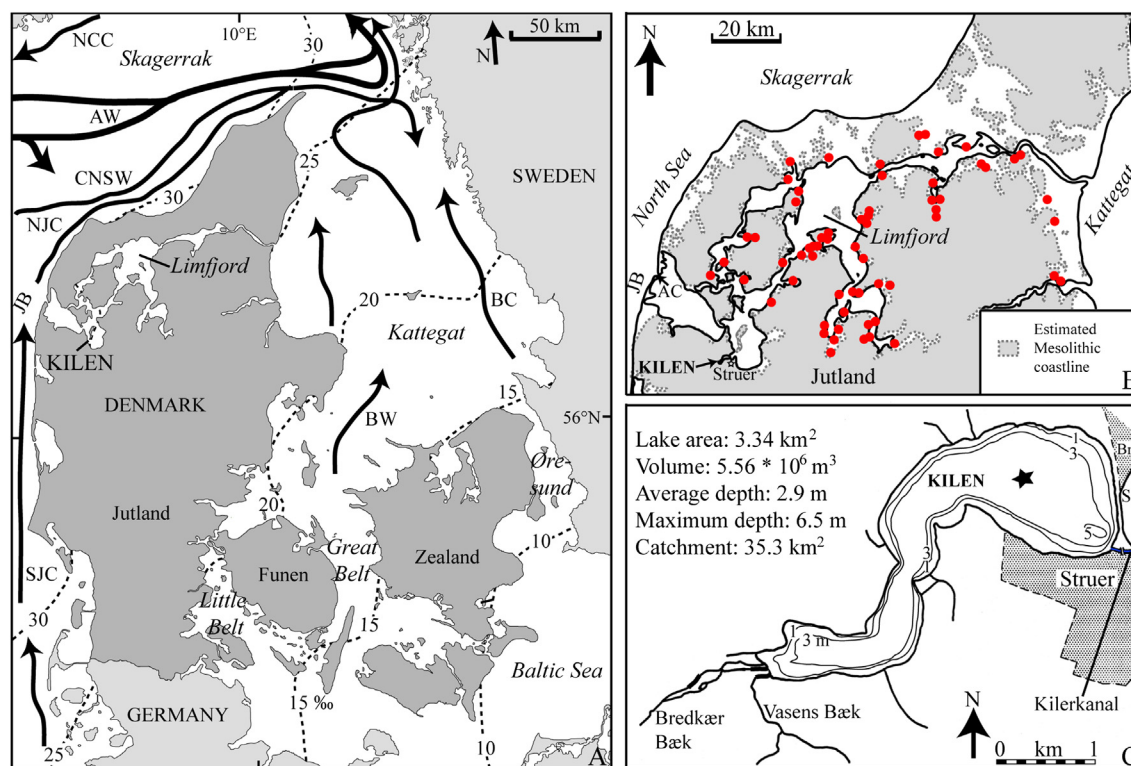 NCC
10°E
30
50 km
N
Skagerrak
AW
25
CNSW
SWEDEN
30
NJC
Limfjord
JB
20
BC
Kattegat
KILEN
DENMARK
15
56°N
BW
20
Øre-
sund
Jutland
Great
Belt
10
SJC
Funen
Zealand
Little
Belt
30
15
Baltic Sea
15 ‰
GERMANY
25
10
A
N
20 km
Skagerrak
North Sea
Kattegat
Limfjord
JB
AC
KILEN
Struer
Jutland
Estimated
Mesolithic
coastline
Lake area: 3.34 km²
Volume: 5.56 * 10⁶ m³
Average depth: 2.9 m
Maximum depth: 6.5 m
Catchment: 35.3 km²
1
3
KILEN
5
3
1
Struer
1
3 m
N
Kilerkanal
Bredkær
Bæk
Vasens Bæk
0 km 1